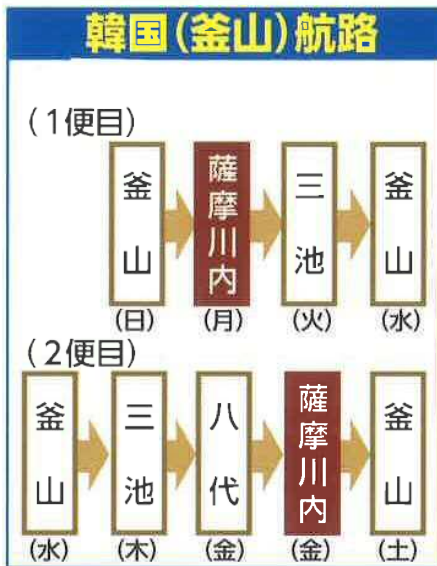 韓国(釜山)航路
(1便目)
釜山 薩摩川内 三池 釜山
(日) (月) (火) (水)
(2便目)
釜山 三池 八代 薩摩川内 釜山
(水) (木) (金) (金) (土)